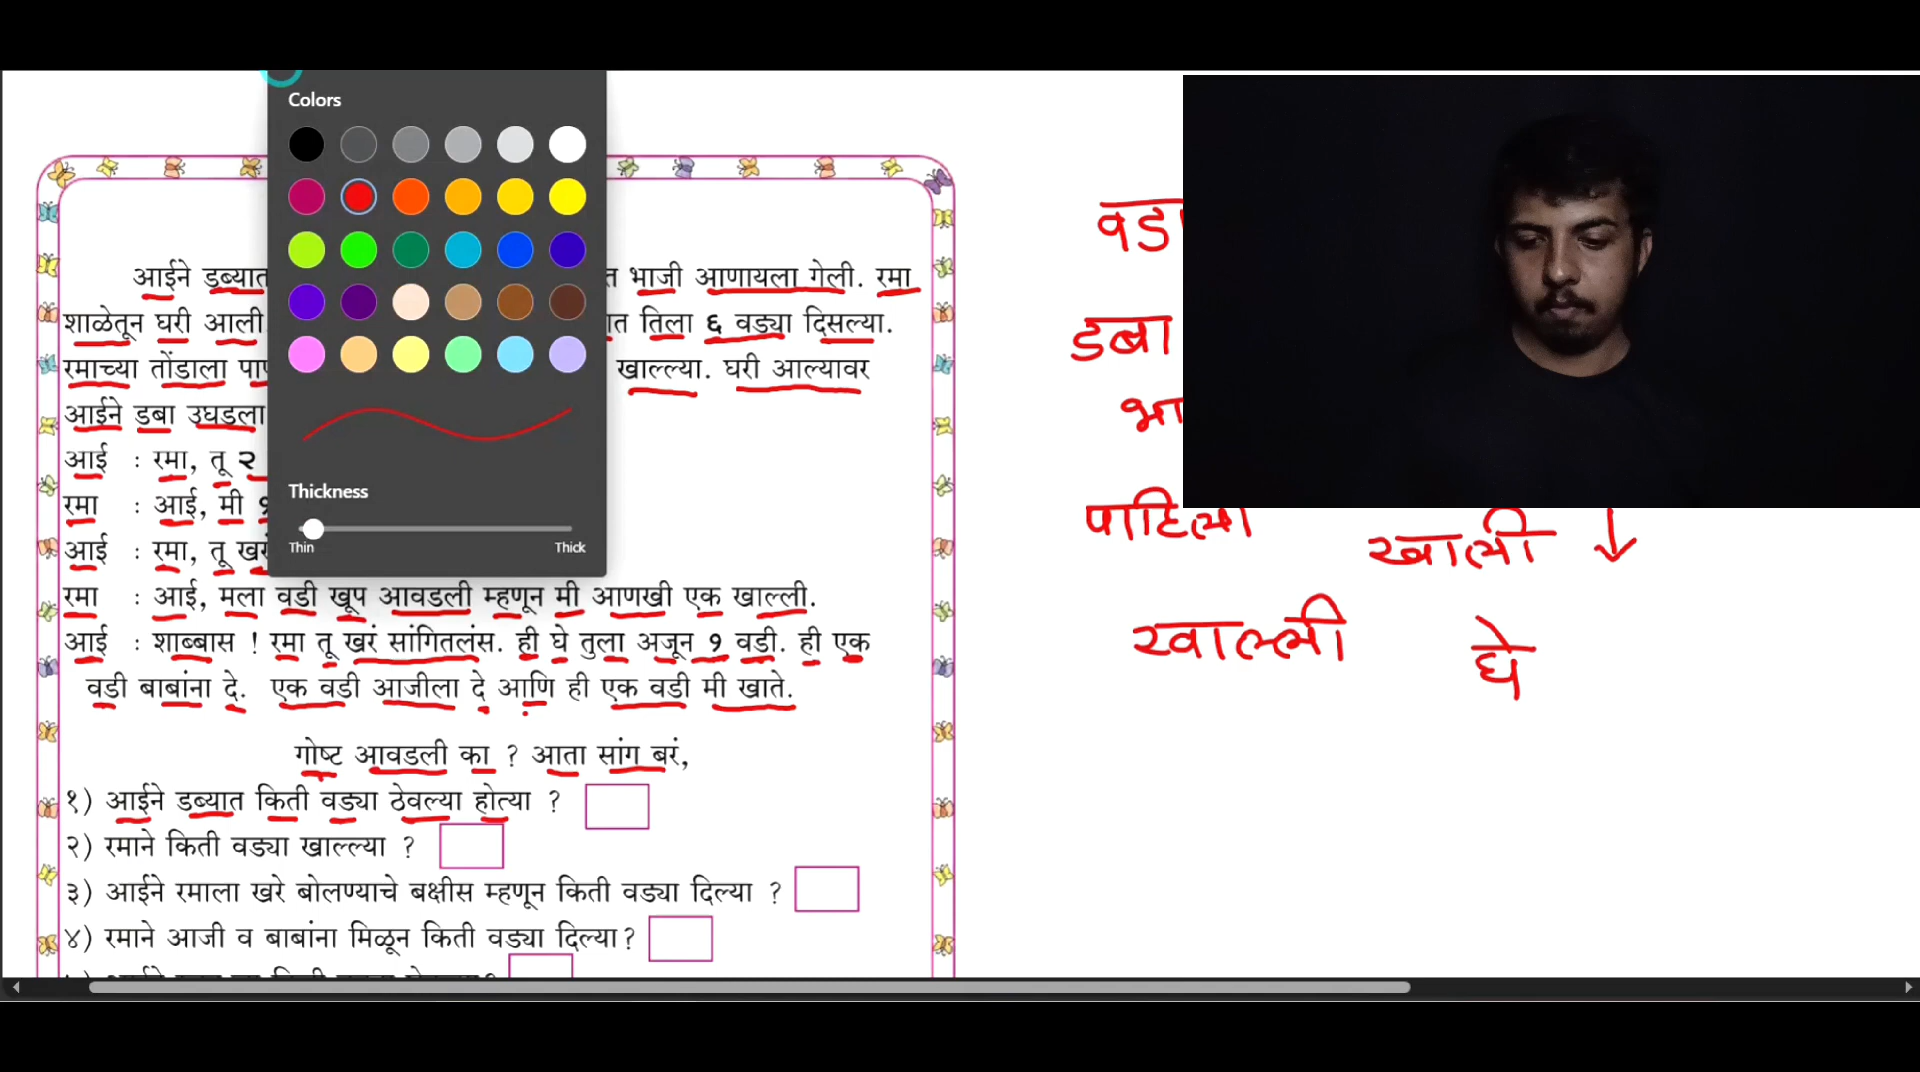 Colors
आईने डब्यात
त भाजी आणायला गेली. रमा
शाळेतून घरी आली
त तिला ६ वड्या दिसल्या.
रमाच्या तोंडाला
खाल्ल्या. घरी आल्यावर
आईने डबा उघडला
आई : रमा, तू २
रमा : आई, मी १
आई : रमा, तू
Thickness
Thin Thick
रमा : आई, मला वडी खूप आवडली म्हणून मी आणखी एक खाल्ली.
आई : शाब्बास ! रमा तू खरं सांगितलंस. ही घे तुला अजून १ वडी. ही एक
वडी बाबांना दे. एक वडी आजीला दे आणि ही एक वडी मी खाते.
गोष्ट आवडली का ? आता सांग बरं,
१) आईने डब्यात किती वड्या ठेवल्या होत्या ?
२) रमाने किती वड्या खाल्ल्या ?
३) आईने रमाला खरे बोलण्याचे बक्षीस म्हणून किती वड्या दिल्या ?
४) रमाने आजी व बाबांना मिळून किती वड्या दिल्या?
वडा
डबा
भा
पाहिला
खाली ↓
खाल्ली
घे